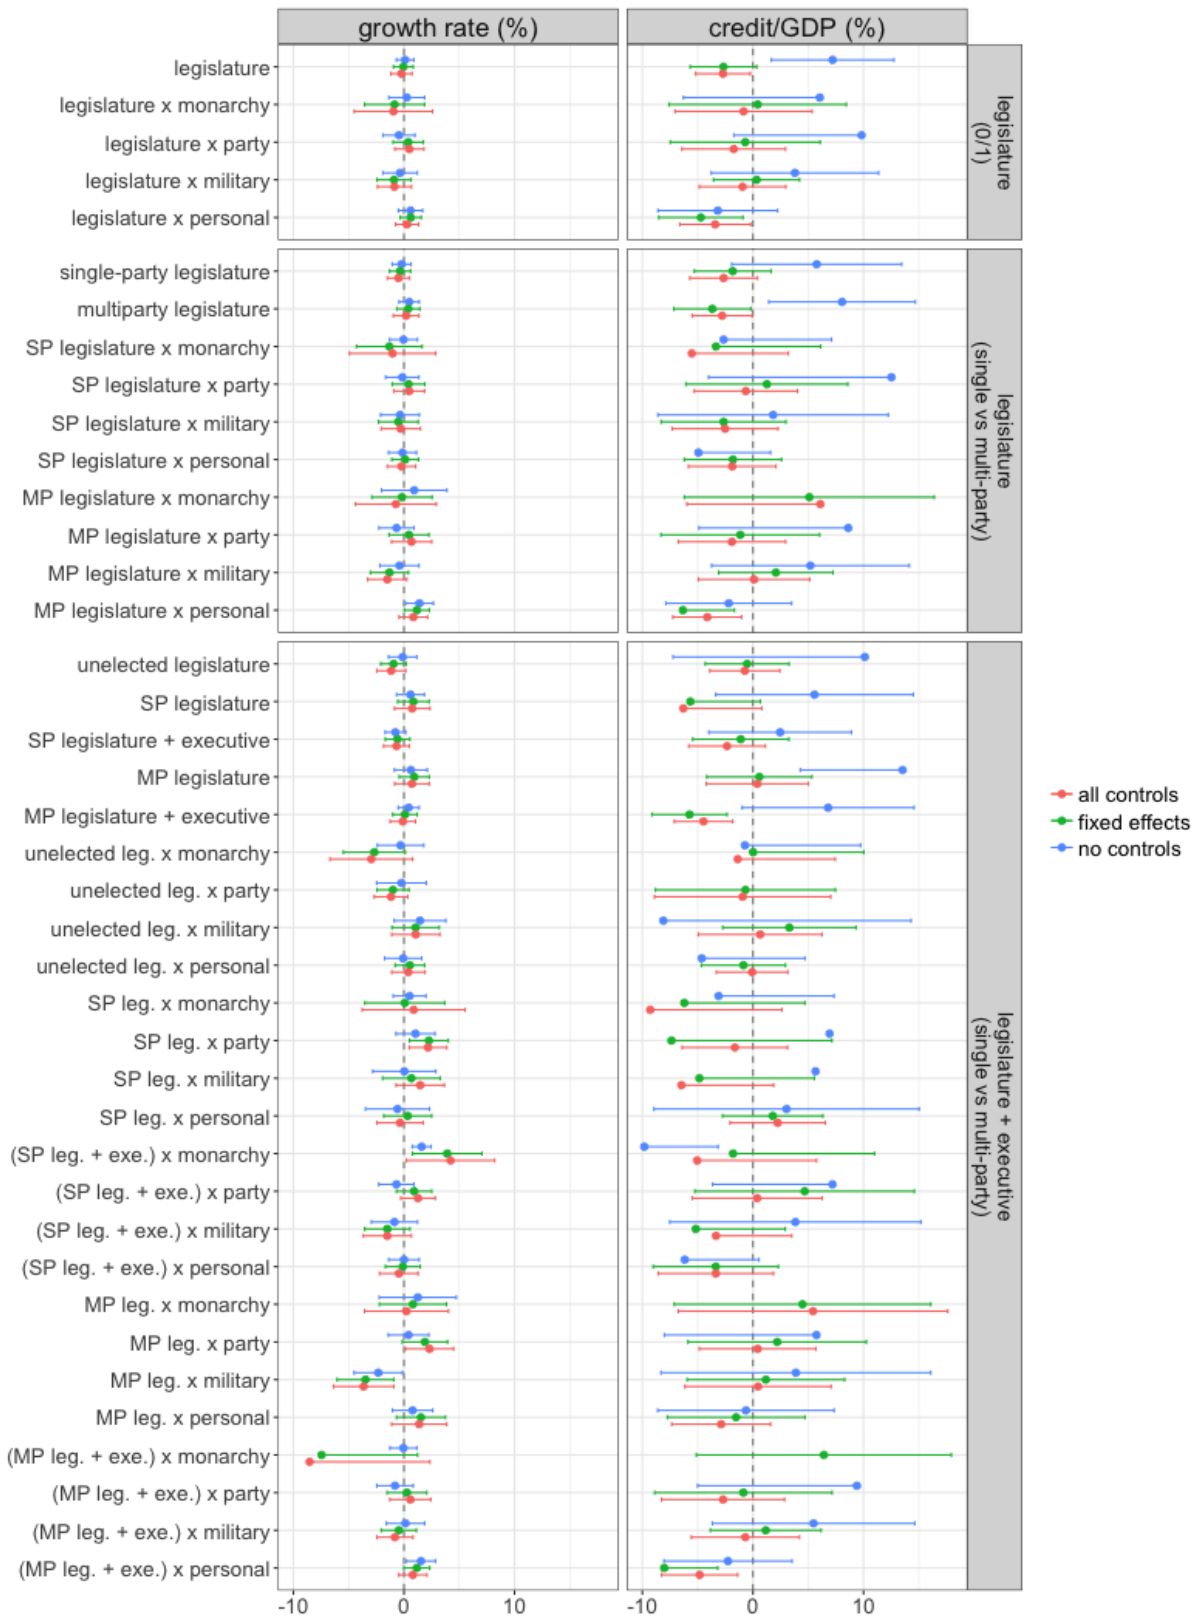 growth rate (%)
credit/GDP (%)
legislature
legislature x monarchy
legislature x party
legislature x military
legislature x personal
legislature
(0/1)
single-party legislature
multiparty legislature
SP legislature x monarchy
SP legislature x party
SP legislature x military
SP legislature x personal
MP legislature x monarchy
MP legislature x party
MP legislature x military
MP legislature x personal
legislature
(single vs multi-party)
unelected legislature
SP legislature
SP legislature + executive
MP legislature
MP legislature + executive
unelected leg. x monarchy
unelected leg. x party
unelected leg. x military
unelected leg. x personal
SP leg. x monarchy
SP leg. x party
SP leg. x military
SP leg. x personal
(SP leg. + exe.) x monarchy
(SP leg. + exe.) x party
(SP leg. + exe.) x military
(SP leg. + exe.) x personal
MP leg. x monarchy
MP leg. x party
MP leg. x military
MP leg. x personal
(MP leg. + exe.) x monarchy
(MP leg. + exe.) x party
(MP leg. + exe.) x military
(MP leg. + exe.) x personal
legislature + executive
(single vs multi-party)
-10 0 10
-10 0 10
all controls
fixed effects
no controls